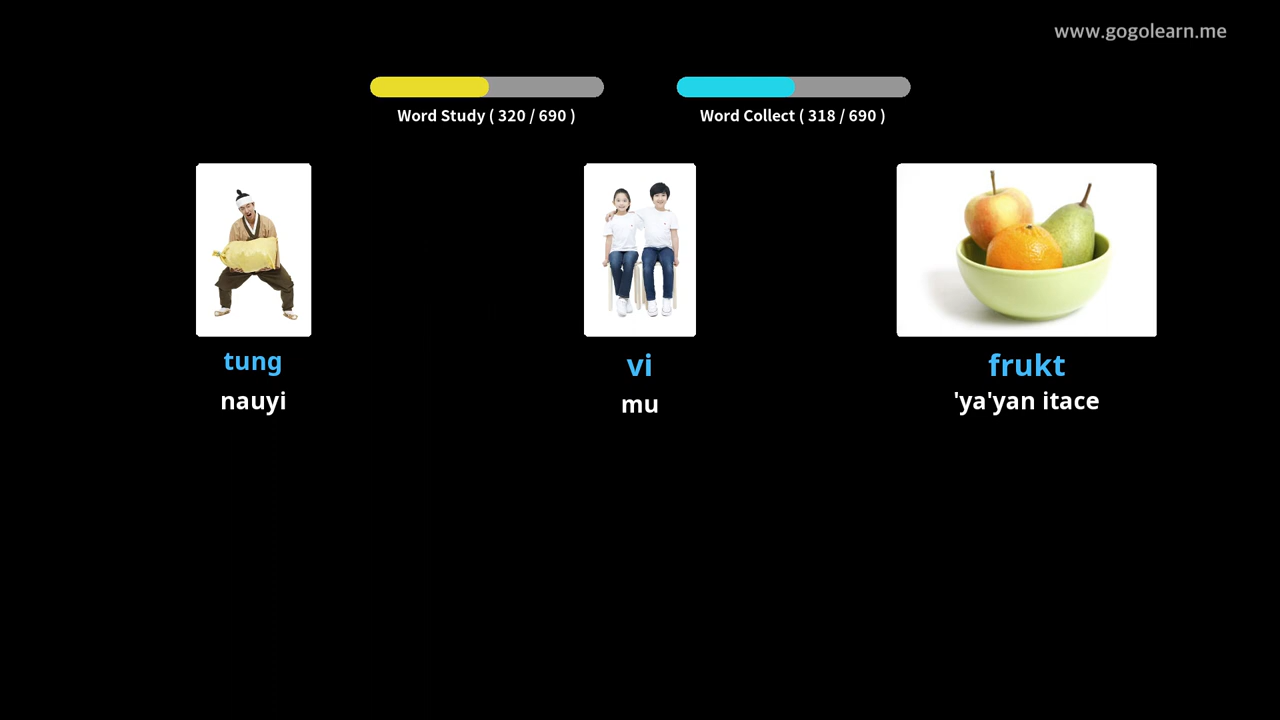 www.gogolearn.me
Word Study ( 320 / 690 )
Word Collect ( 318 / 690 )
tung
vi
frukt
nauyi
mu
'ya'yan itace